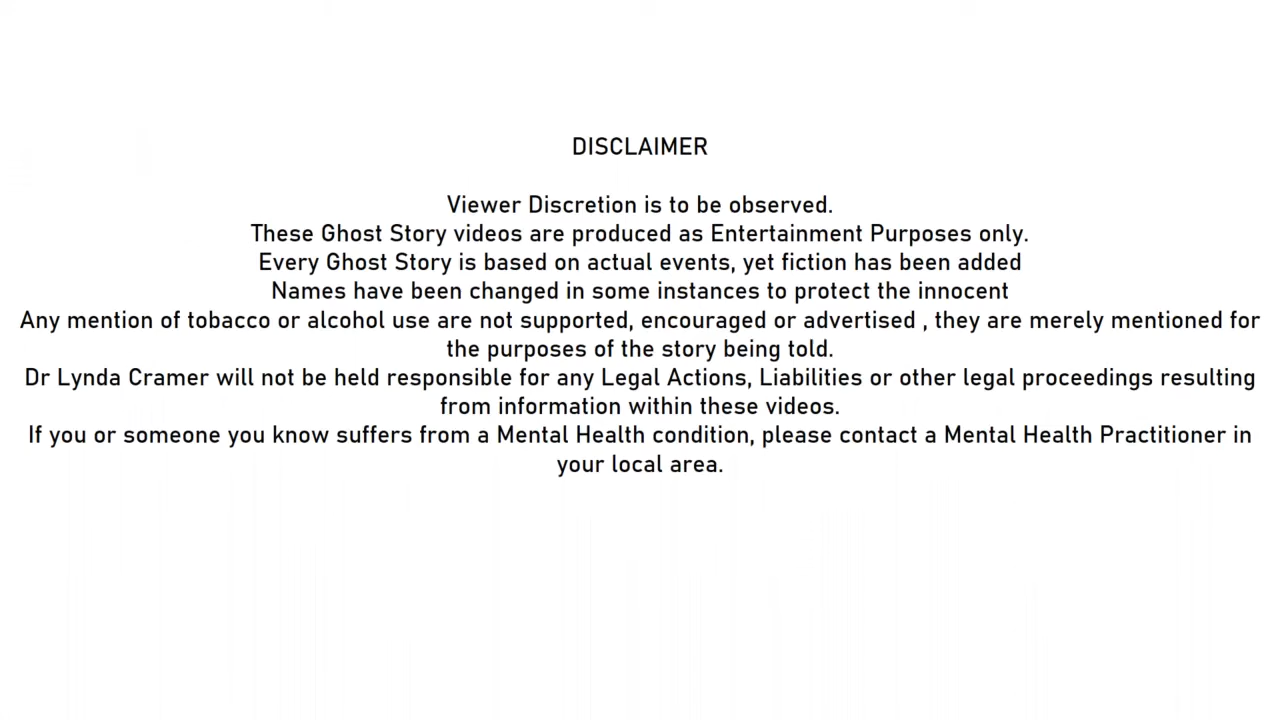 DISCLAIMER
Viewer Discretion is to be observed.
These Ghost Story videos are produced as Entertainment Purposes only.
Every Ghost Story is based on actual events, yet fiction has been added
Names have been changed in some instances to protect the innocent
Any mention of tobacco or alcohol use are not supported, encouraged or advertised , they are merely mentioned for
the purposes of the story being told.
Dr Lynda Cramer will not be held responsible for any Legal Actions, Liabilities or other legal proceedings resulting
from information within these videos.
If you or someone you know suffers from a Mental Health condition, please contact a Mental Health Practitioner in
your local area.